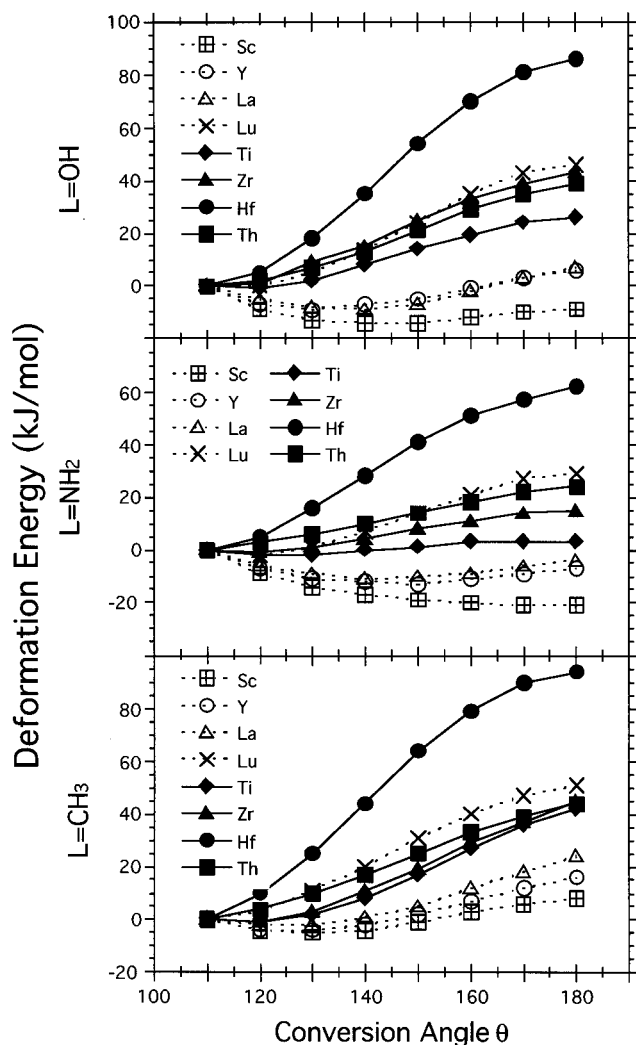 Deformation Energy (kJ/mol)
L=OH
100
80
60
40
20
0
Sc
Y
La
Lu
Ti
Zr
Hf
Th
L=NH2
60
40
20
0
-20
Sc
Y
La
Lu
Ti
Zr
Hf
Th
L=CH3
80
60
40
20
0
-20
Sc
Y
La
Lu
Ti
Zr
Hf
Th
100 120 140 160 180
Conversion Angle θ